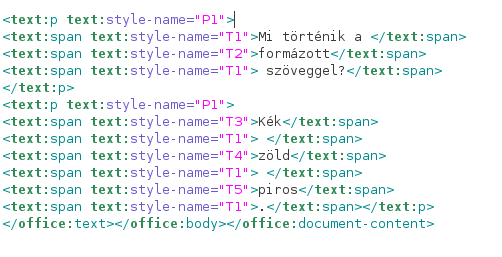 <text:p text:style-name="P1">
<text:span text:style-name="T1">Mi történik a </text:span>
<text:span text:style-name="T2">formázott</text:span>
<text:span text:style-name="T1"> szöveggel?</text:span>
</text:p>
<text:p text:style-name="P1">
<text:span text:style-name="T3">Kék</text:span>
<text:span text:style-name="T1"> </text:span>
<text:span text:style-name="T4">zöld</text:span>
<text:span text:style-name="T1"> </text:span>
<text:span text:style-name="T5">piros</text:span>
<text:span text:style-name="T1">.</text:span></text:p>
</office:text></office:body></office:document-content>